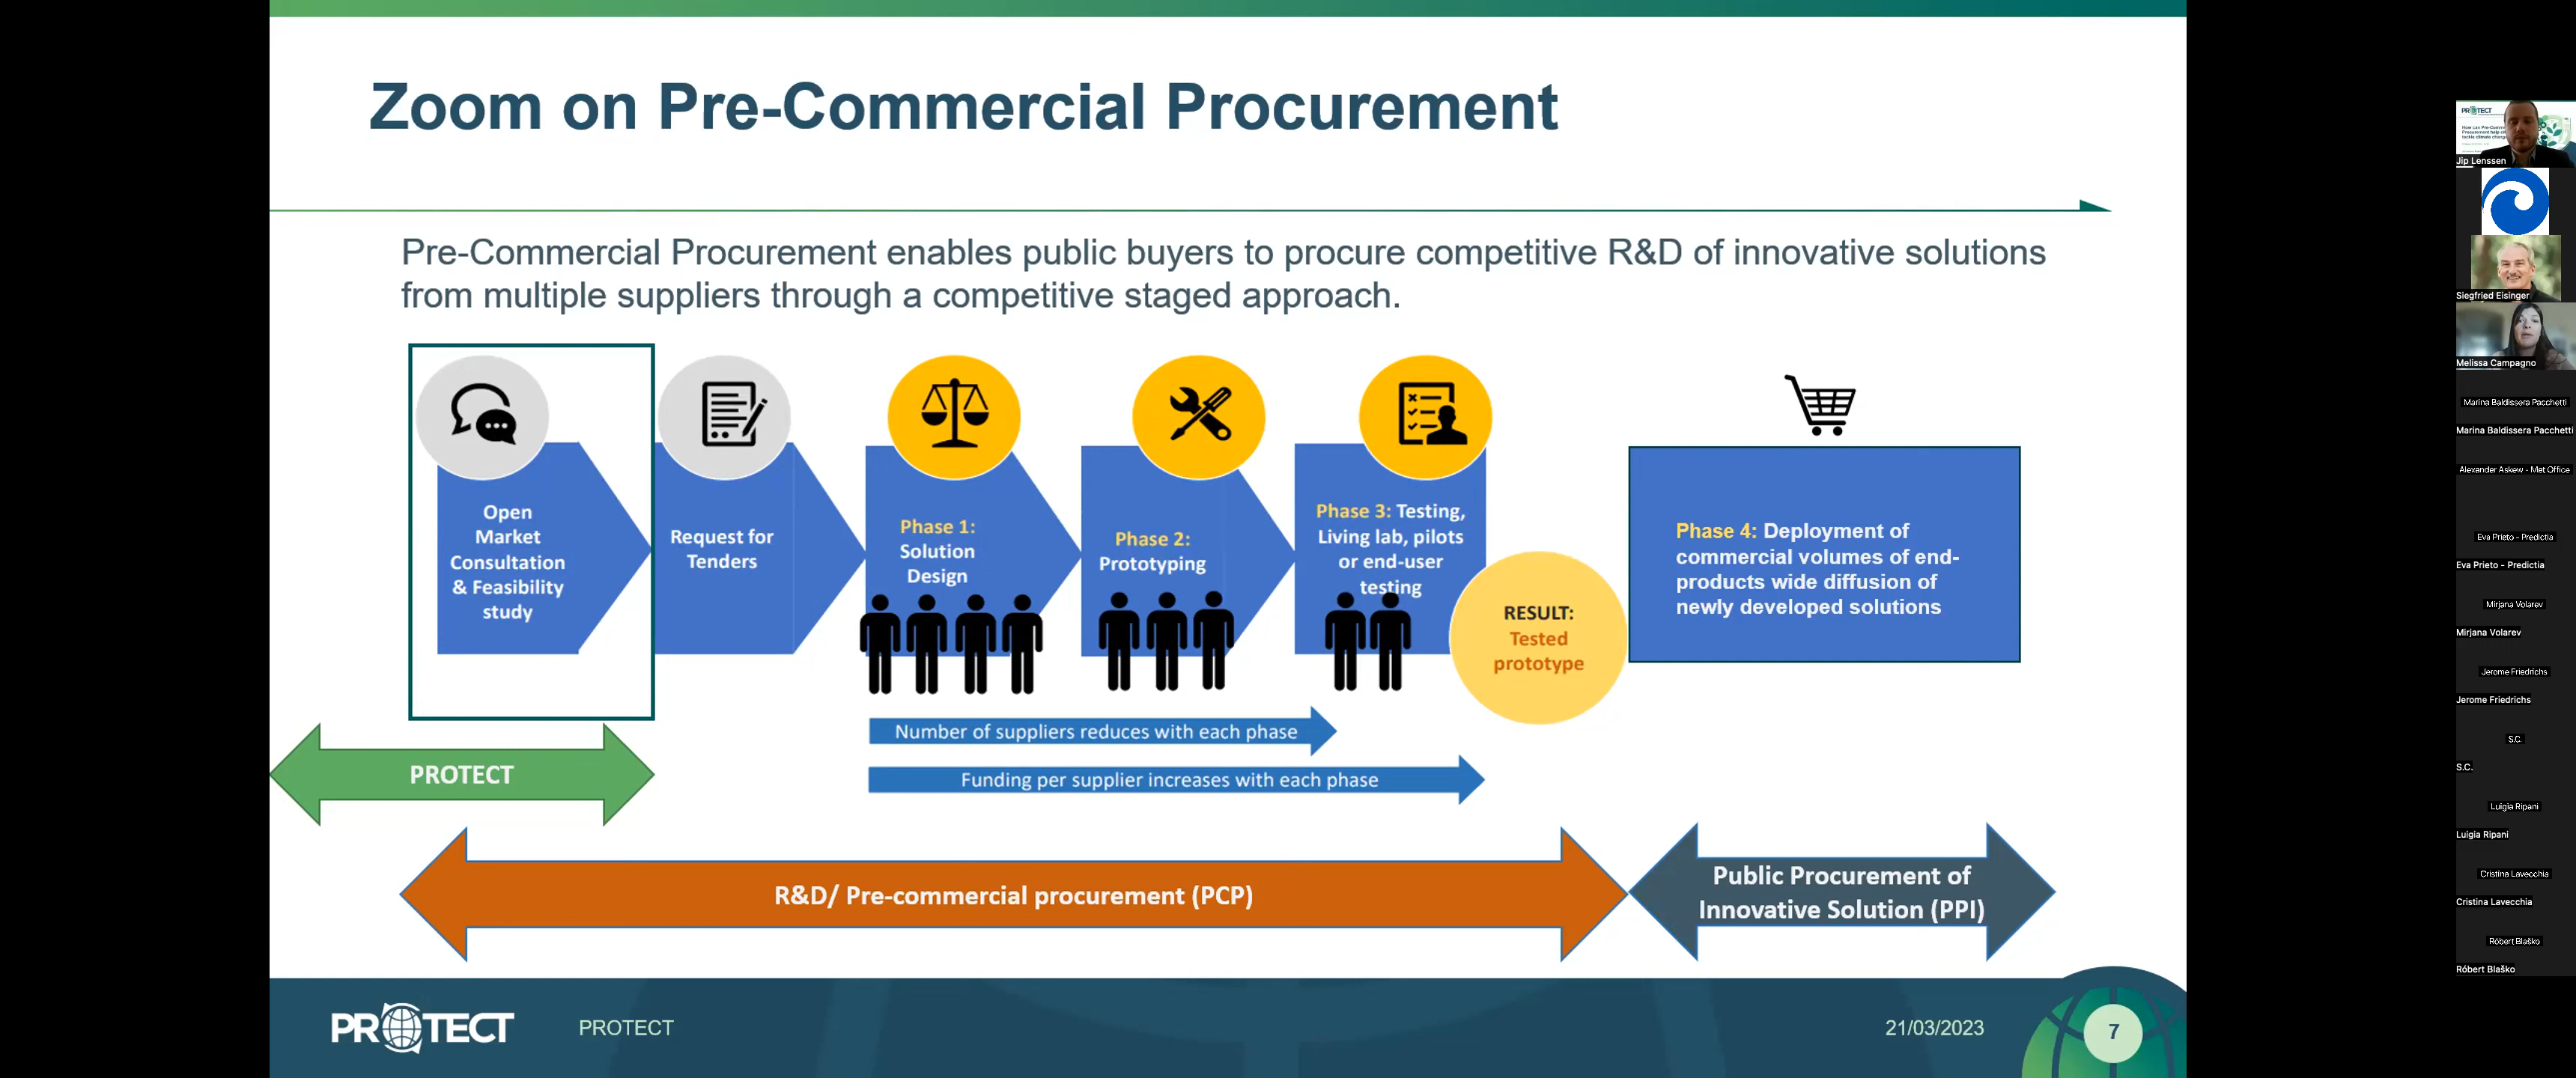 Zoom on Pre-Commercial Procurement
Pre-Commercial Procurement enables public buyers to procure competitive R&D of innovative solutions
from multiple suppliers through a competitive staged approach.
Open
Market
Consultation
& Feasibility
study
Request for
Tenders
Phase 1:
Solution
Design
Phase 2:
Prototyping
Phase 3: Testing,
Living lab, pilots
or end-user
testing
RESULT:
Tested
prototype
Phase 4: Deployment of
commercial volumes of end-
products wide diffusion of
newly developed solutions
Number of suppliers reduces with each phase
Funding per supplier increases with each phase
PROTECT
R&D/ Pre-commercial procurement (PCP)
Public Procurement of
Innovative Solution (PPI)
PROTECT
PROTECT
21/03/2023
7
PROTECT
Jip Lenssen
Siegfried Eisinger
Melissa Campagno
Marina Baldissera Pacchetti
Marina Baldissera Pacchetti
Alexander Askew - Met Office
Eva Prieto - Predictia
Eva Prieto - Predictia
Mirjana Volarev
Mirjana Volarev
Jerome Friedrichs
Jerome Friedrichs
S.C.
S.C.
Luigia Ripani
Luigia Ripani
Cristina Lavecchia
Cristina Lavecchia
Róbert Blaško
Róbert Blaško